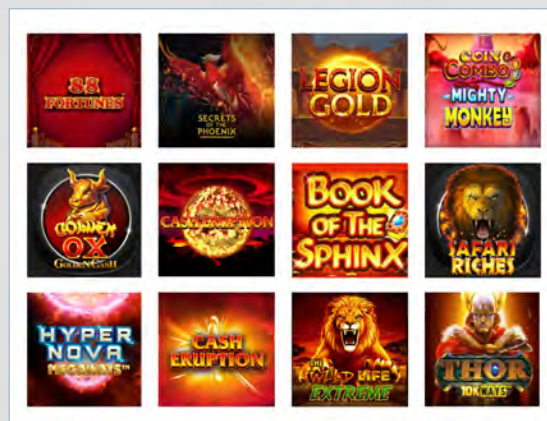 88
FORTUNES
SECRETS
OF THE
PHOENIX
LEGION
GOLD
COIN
COMBO
-MIGHTY-
MONKEY
GOLDEN
OX
GOLDEN CASH
CASH ERUPTION
BOOK
OF THE
SPHINX
SAFARI
RICHES
HYPER
NOVA
MEGAWAYS™
CASH
ERUPTION
THE
WILD LIFE
EXTREME
THOR
10K WAYS